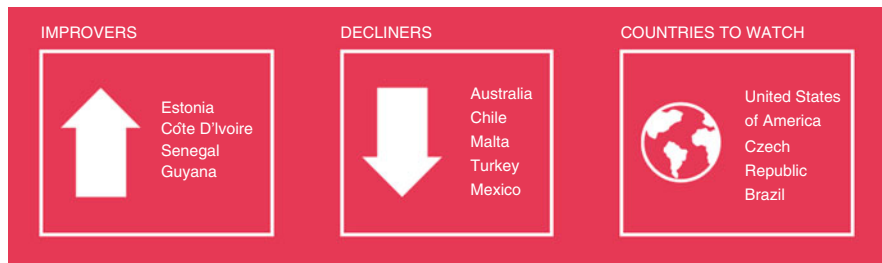 IMPROVERS
Estonia
Côte D'Ivoire
Senegal
Guyana
DECLINERS
Australia
Chile
Malta
Turkey
Mexico
COUNTRIES TO WATCH
United States
of America
Czech
Republic
Brazil